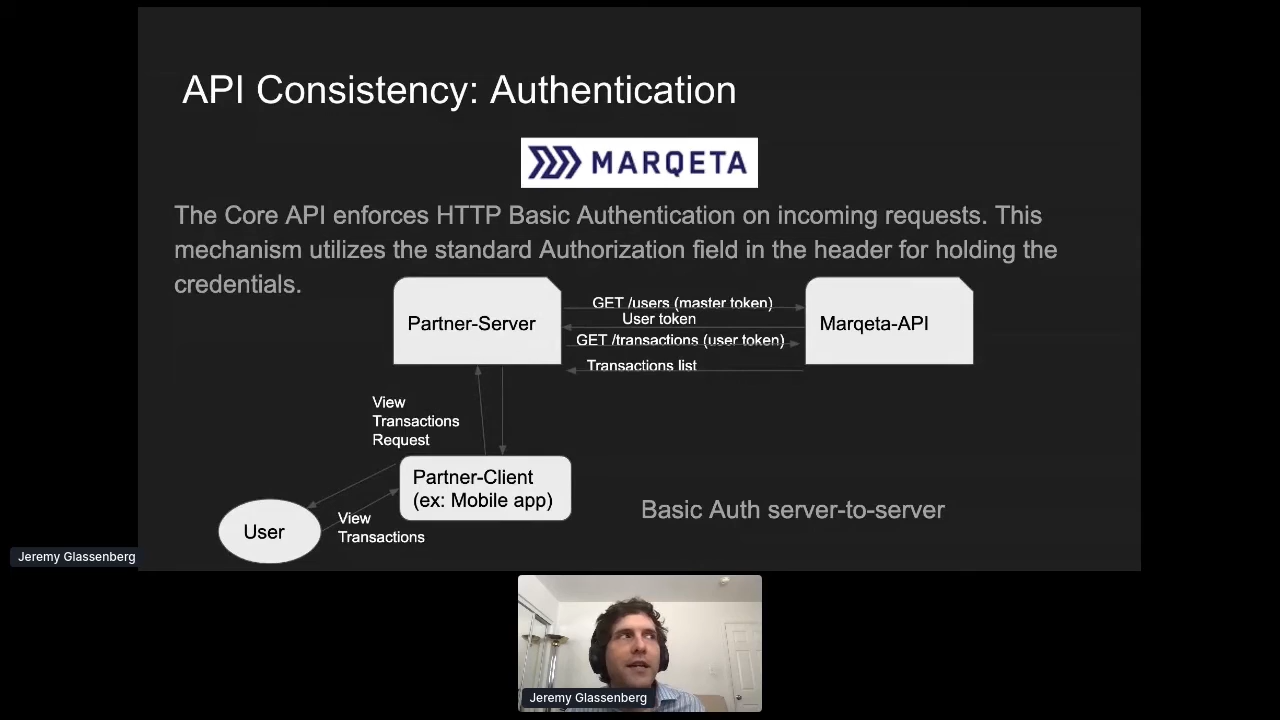 API Consistency: Authentication
MARQETA
The Core API enforces HTTP Basic Authentication on incoming requests. This
mechanism utilizes the standard Authorization field in the header for holding the
credentials.
Partner-Server
GET /users (master token)
User token
GET /transactions (user token)
Transactions list
Marqeta-API
View
Transactions
Request
Partner-Client
(ex: Mobile app)
User
View
Transactions
Basic Auth server-to-server
Jeremy Glassenberg
Jeremy Glassenberg